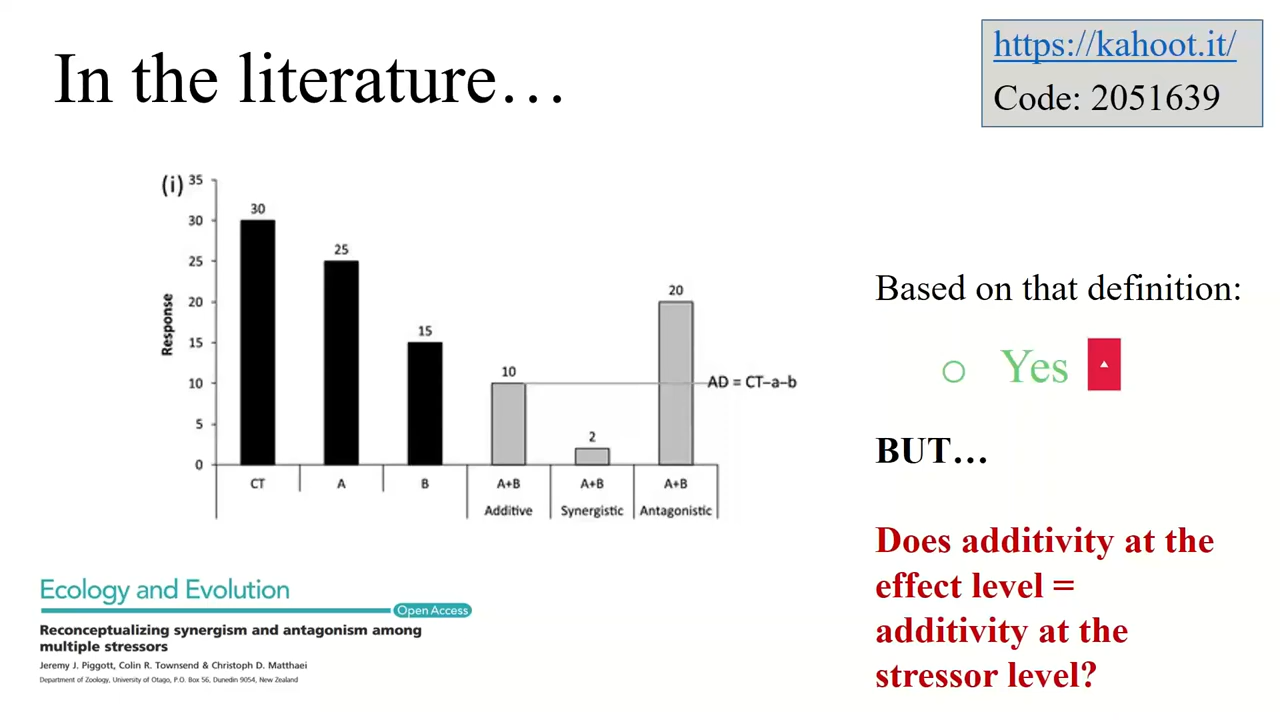 In the literature…
https://kahoot.it/
Code: 2051639
(i)
35
30
25
20
15
10
5
0
Response
30
25
15
10
2
20
AD = CT–a–b
CT
A
B
A+B
A+B
A+B
Additive
Synergistic
Antagonistic
Based on that definition:
Yes
BUT…
Does additivity at the
effect level =
additivity at the
stressor level?
Ecology and Evolution
Open Access
Reconceptualizing synergism and antagonism among
multiple stressors
Jeremy J. Piggott, Colin R. Townsend & Christoph D. Matthaei
Department of Zoology, University of Otago, P.O. Box 56, Dunedin 9054, New Zealand